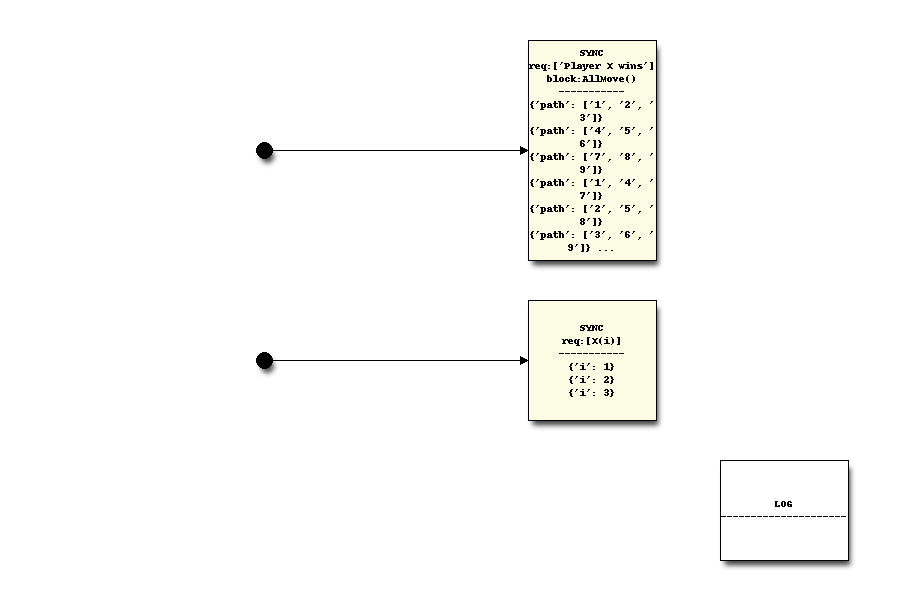 SYNC
req:['Player X wins']
block:AllMove()
-----------
{'path': ['1', '2', '
3']}
{'path': ['4', '5', '
6']}
{'path': ['7', '8', '
9']}
{'path': ['1', '4', '
7']}
{'path': ['2', '5', '
8']}
{'path': ['3', '6', '
9']} ...
SYNC
req:[X(i)]
-----------
{'i': 1}
{'i': 2}
{'i': 3}
LOG
---------------------